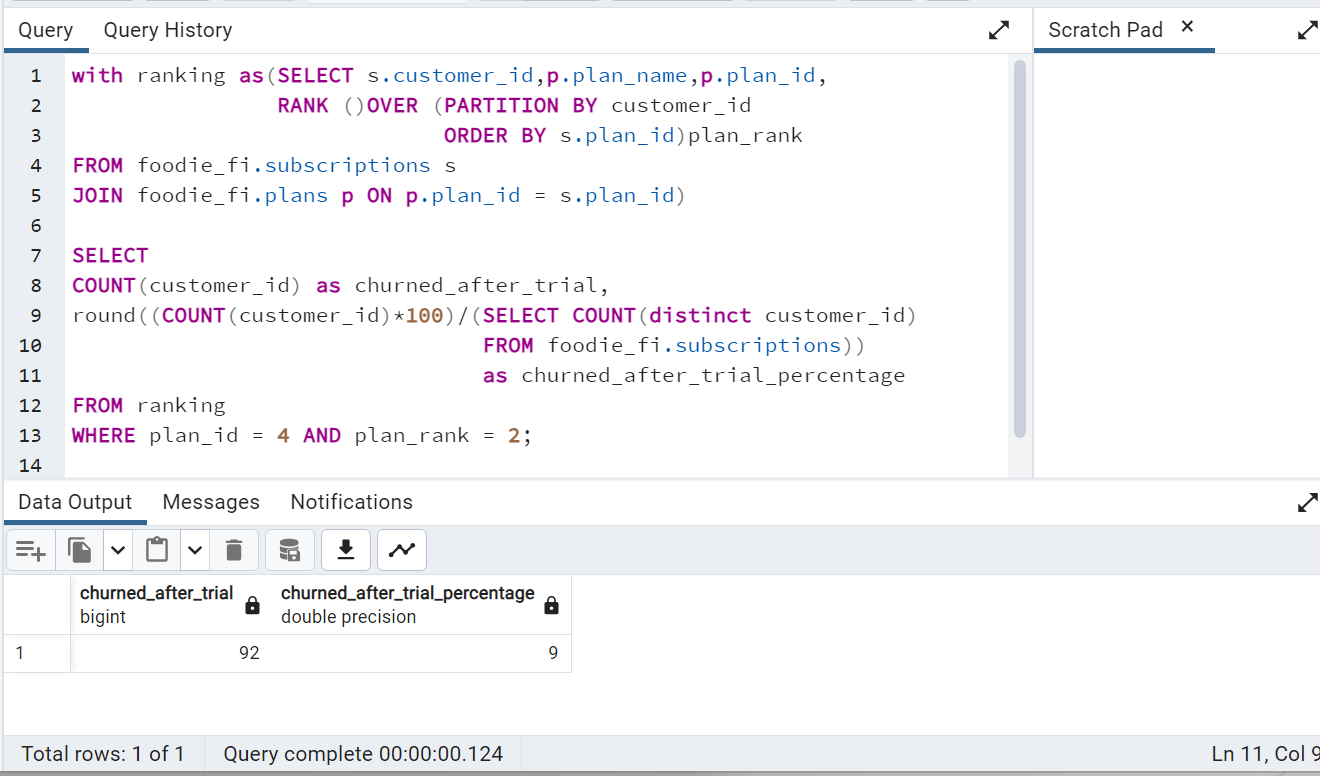 Query Query History Scratch Pad ×
1 with ranking as(SELECT s.customer_id,p.plan_name,p.plan_id,
2 RANK ()OVER (PARTITION BY customer_id
3 ORDER BY s.plan_id)plan_rank
4 FROM foodie_fi.subscriptions s
5 JOIN foodie_fi.plans p ON p.plan_id = s.plan_id)
6
7 SELECT
8 COUNT(customer_id) as churned_after_trial,
9 round((COUNT(customer_id)*100)/(SELECT COUNT(distinct customer_id)
10 FROM foodie_fi.subscriptions))
11 as churned_after_trial_percentage
12 FROM ranking
13 WHERE plan_id = 4 AND plan_rank = 2;
14
Data Output Messages Notifications
churned_after_trial churned_after_trial_percentage
bigint double precision
1 92 9
Total rows: 1 of 1 Query complete 00:00:00.124 Ln 11, Col 9